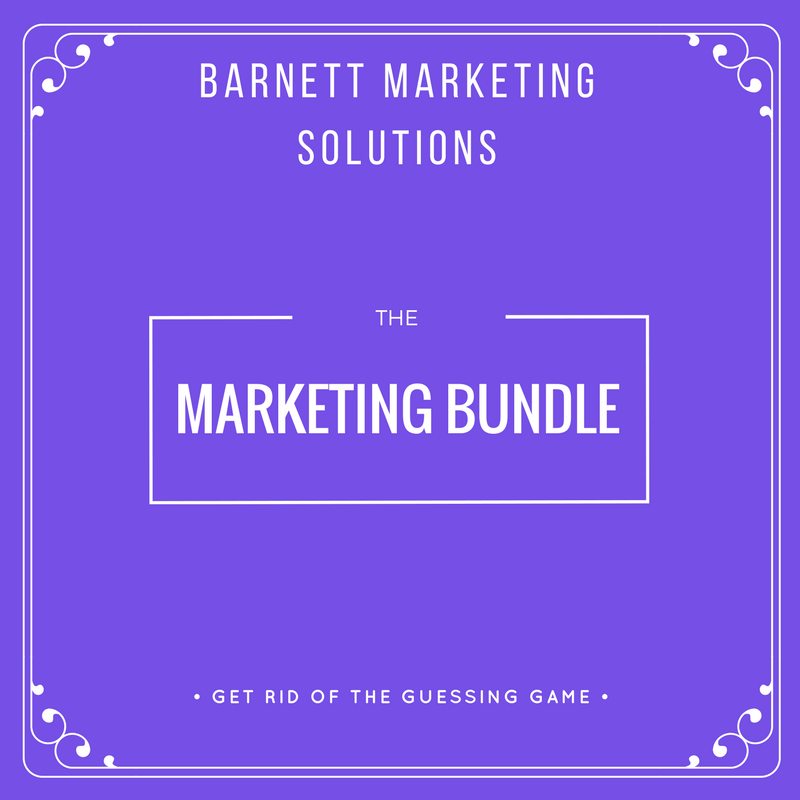 BARNETT MARKETING
SOLUTIONS
THE
MARKETING BUNDLE
• GET RID OF THE GUESSING GAME •